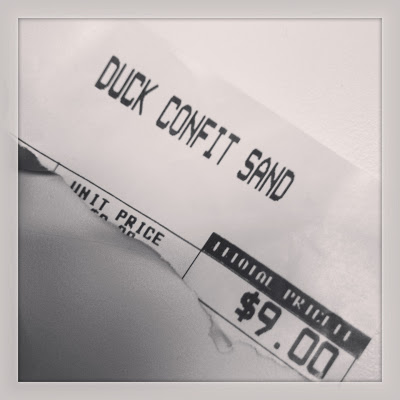 DUCK CONFIT SAND
UNIT PRICE
$9.00